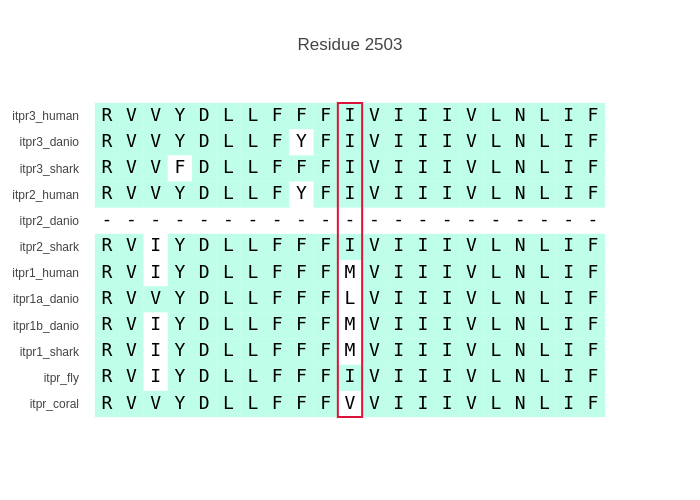 Residue 2503
itpr3_human R V V Y D L L F F F I V I I I V L N L I F
itpr3_danio R V V Y D L L F Y F I V I I I V L N L I F
itpr3_shark R V V F D L L F F F I V I I I V L N L I F
itpr2_human R V V Y D L L F Y F I V I I I V L N L I F
itpr2_danio - - - - - - - - - - - - - - - - - - - - -
itpr2_shark R V I Y D L L F F F I V I I I V L N L I F
itpr1_human R V I Y D L L F F F M V I I I V L N L I F
itpr1a_danio R V V Y D L L F F F L V I I I V L N L I F
itpr1b_danio R V I Y D L L F F F M V I I I V L N L I F
itpr1_shark R V I Y D L L F F F M V I I I V L N L I F
itpr_fly R V I Y D L L F F F I V I I I V L N L I F
itpr_coral R V V Y D L L F F F V V I I I V L N L I F